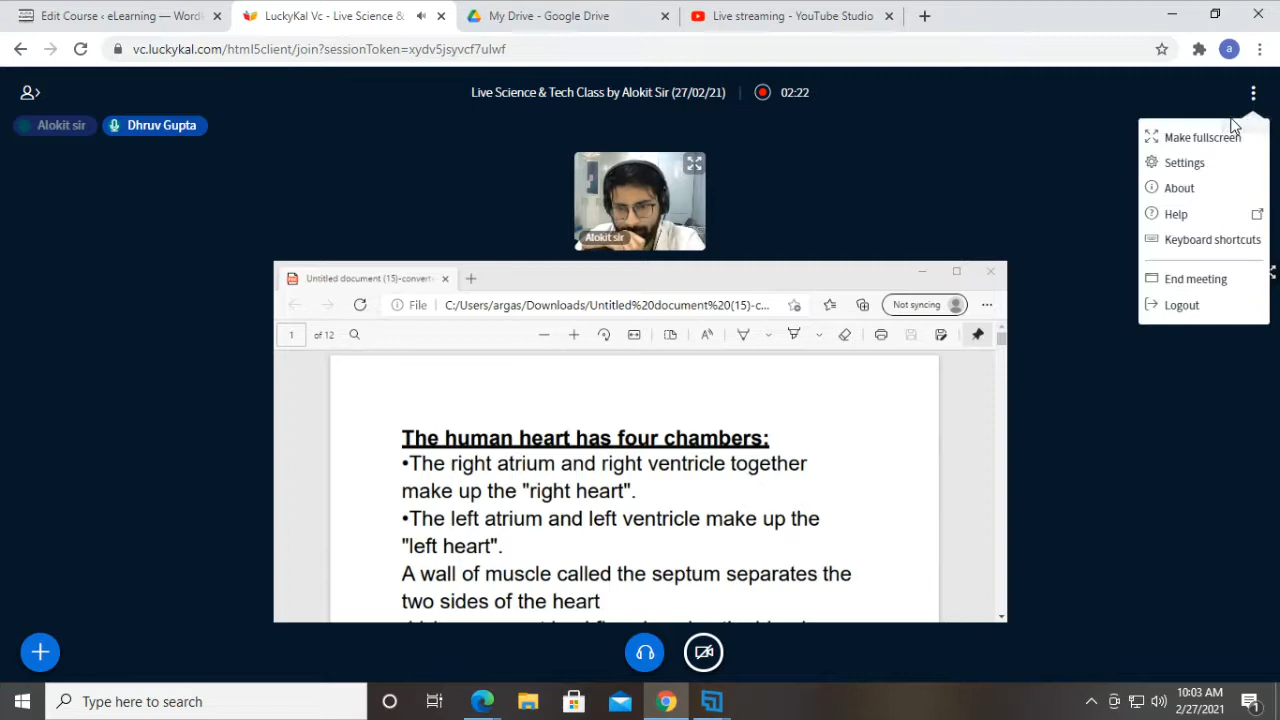 Edit Course ‹ eLearning — Word
LuckyKal Vc - Live Science &
My Drive - Google Drive
Live streaming - YouTube Studio
vc.luckykal.com/html5client/join?sessionToken=xydv5jsyvcf7ulwf
a
Live Science & Tech Class by Alokit Sir (27/02/21)
02:22
Alokit sir
Dhruv Gupta
Make fullscreen
Settings
About
Help
Keyboard shortcuts
End meeting
Logout
Alokit sir
Untitled document (15)-convert
File
C:/Users/argas/Downloads/Untitled%20document%20(15)-c...
Not syncing
1
of 12
The human heart has four chambers:
•The right atrium and right ventricle together
make up the "right heart".
•The left atrium and left ventricle make up the
"left heart".
A wall of muscle called the septum separates the
two sides of the heart
Type here to search
10:03 AM
2/27/2021
1